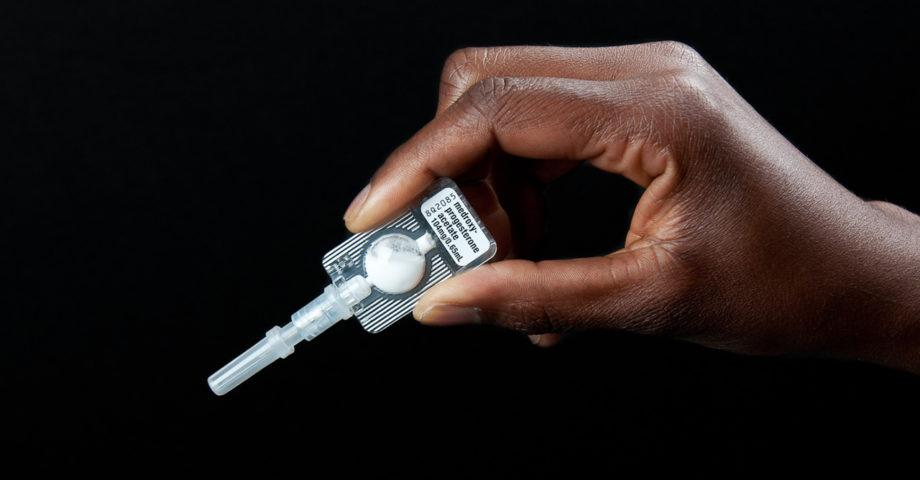 medroxy-
progesterone
acetate
104mg/0.65mL